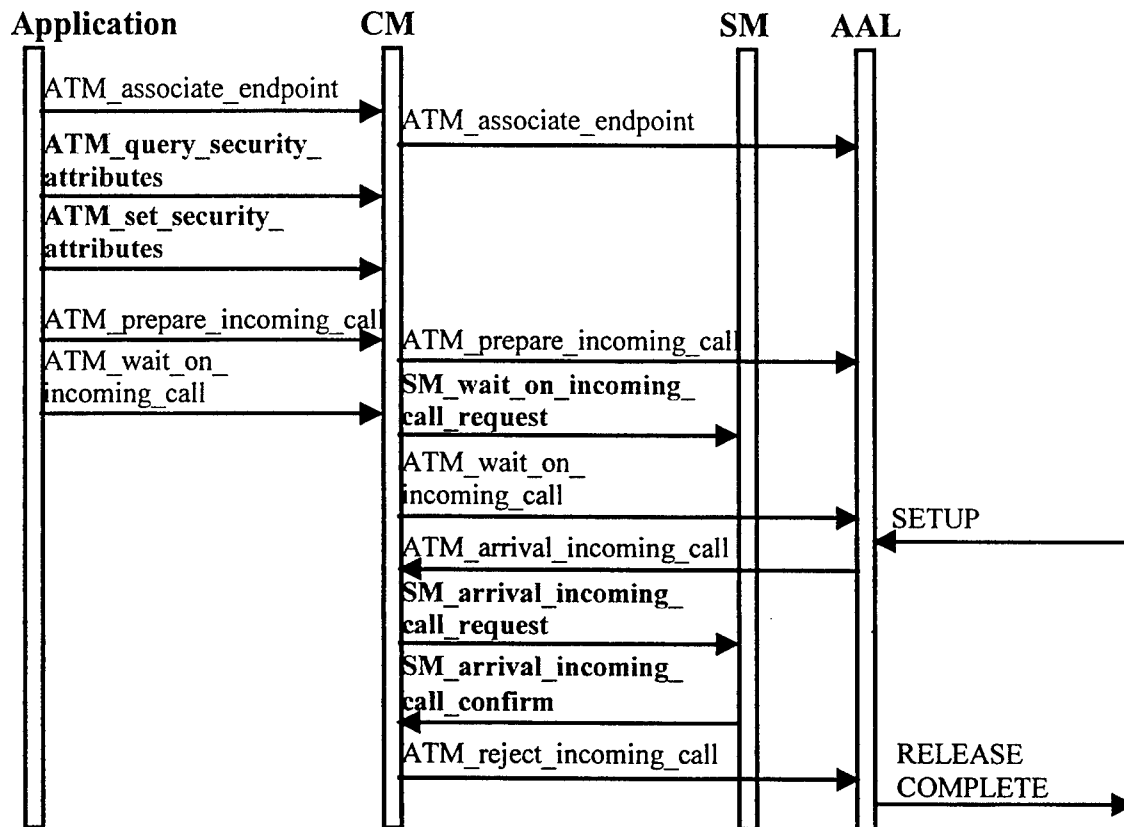 Application CM SM AAL
ATM_associate_endpoint
ATM_associate_endpoint
ATM_query_security_
attributes
ATM_set_security_
attributes
ATM_prepare_incoming_call
ATM_prepare_incoming_call
ATM_wait_on_
incoming_call
SM_wait_on_incoming_
call_request
ATM_wait_on_
incoming_call
SETUP
ATM_arrival_incoming_call
SM_arrival_incoming_
call_request
SM_arrival_incoming_
call_confirm
ATM_reject_incoming_call
RELEASE
COMPLETE